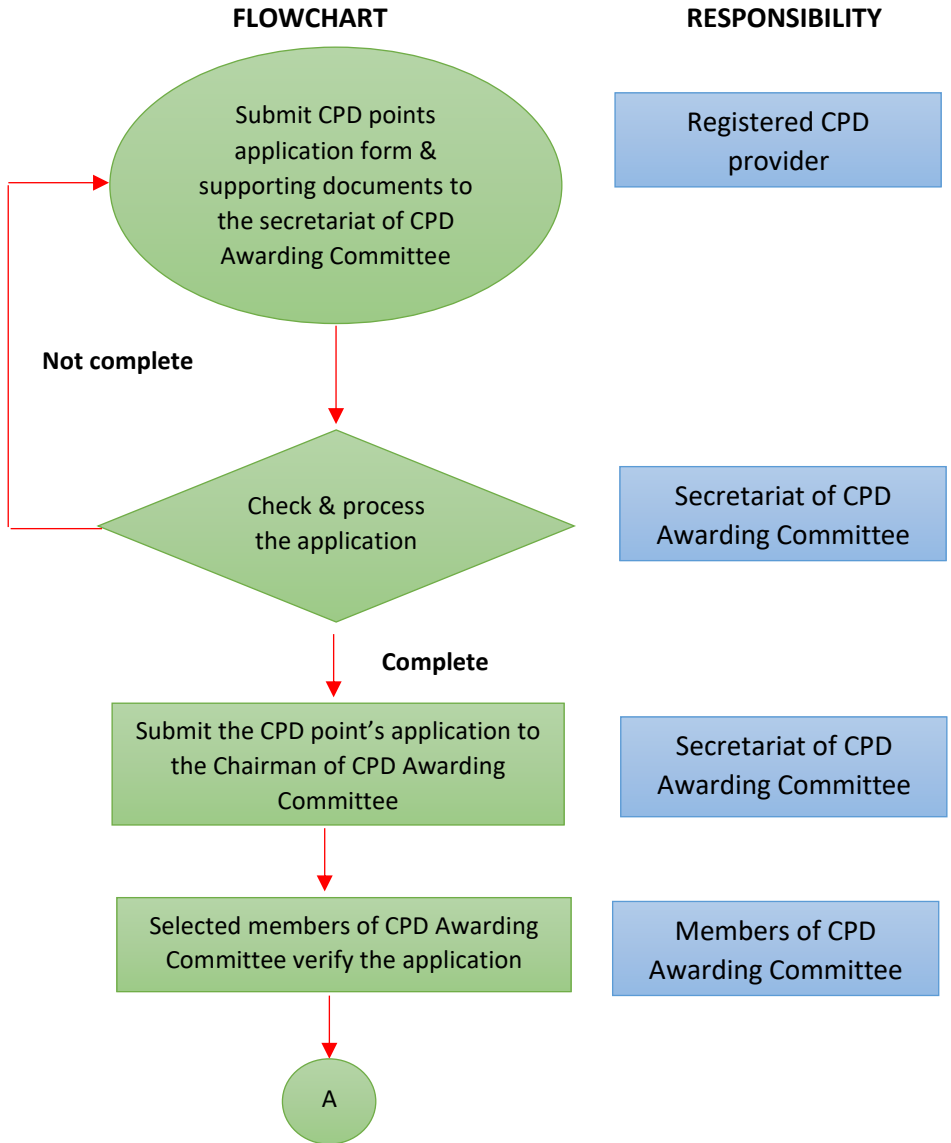 FLOWCHART
RESPONSIBILITY
Submit CPD points
application form &
supporting documents to
the secretariat of CPD
Awarding Committee
Registered CPD
provider
Not complete
Check & process
the application
Secretariat of CPD
Awarding Committee
Complete
Submit the CPD point’s application to
the Chairman of CPD Awarding
Committee
Secretariat of CPD
Awarding Committee
Selected members of CPD Awarding
Committee verify the application
Members of CPD
Awarding Committee
A